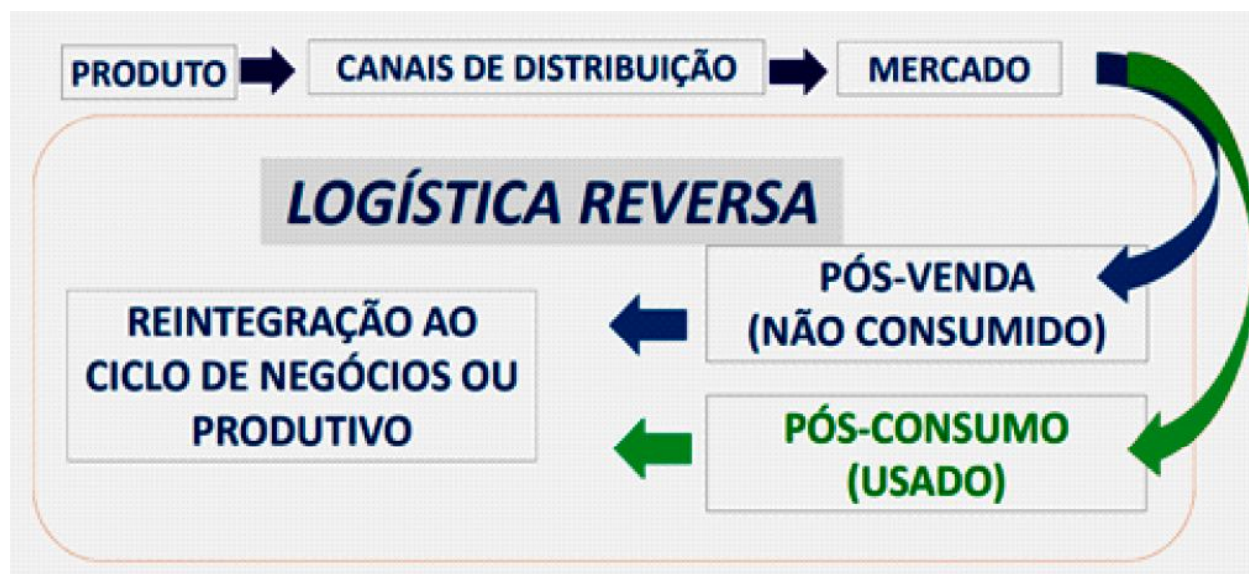 PRODUTO
CANAIS DE DISTRIBUIÇÃO
MERCADO
LOGÍSTICA REVERSA
PÓS-VENDA
(NÃO CONSUMIDO)
REINTEGRAÇÃO AO
CICLO DE NEGÓCIOS OU
PRODUTIVO
PÓS-CONSUMO
(USADO)